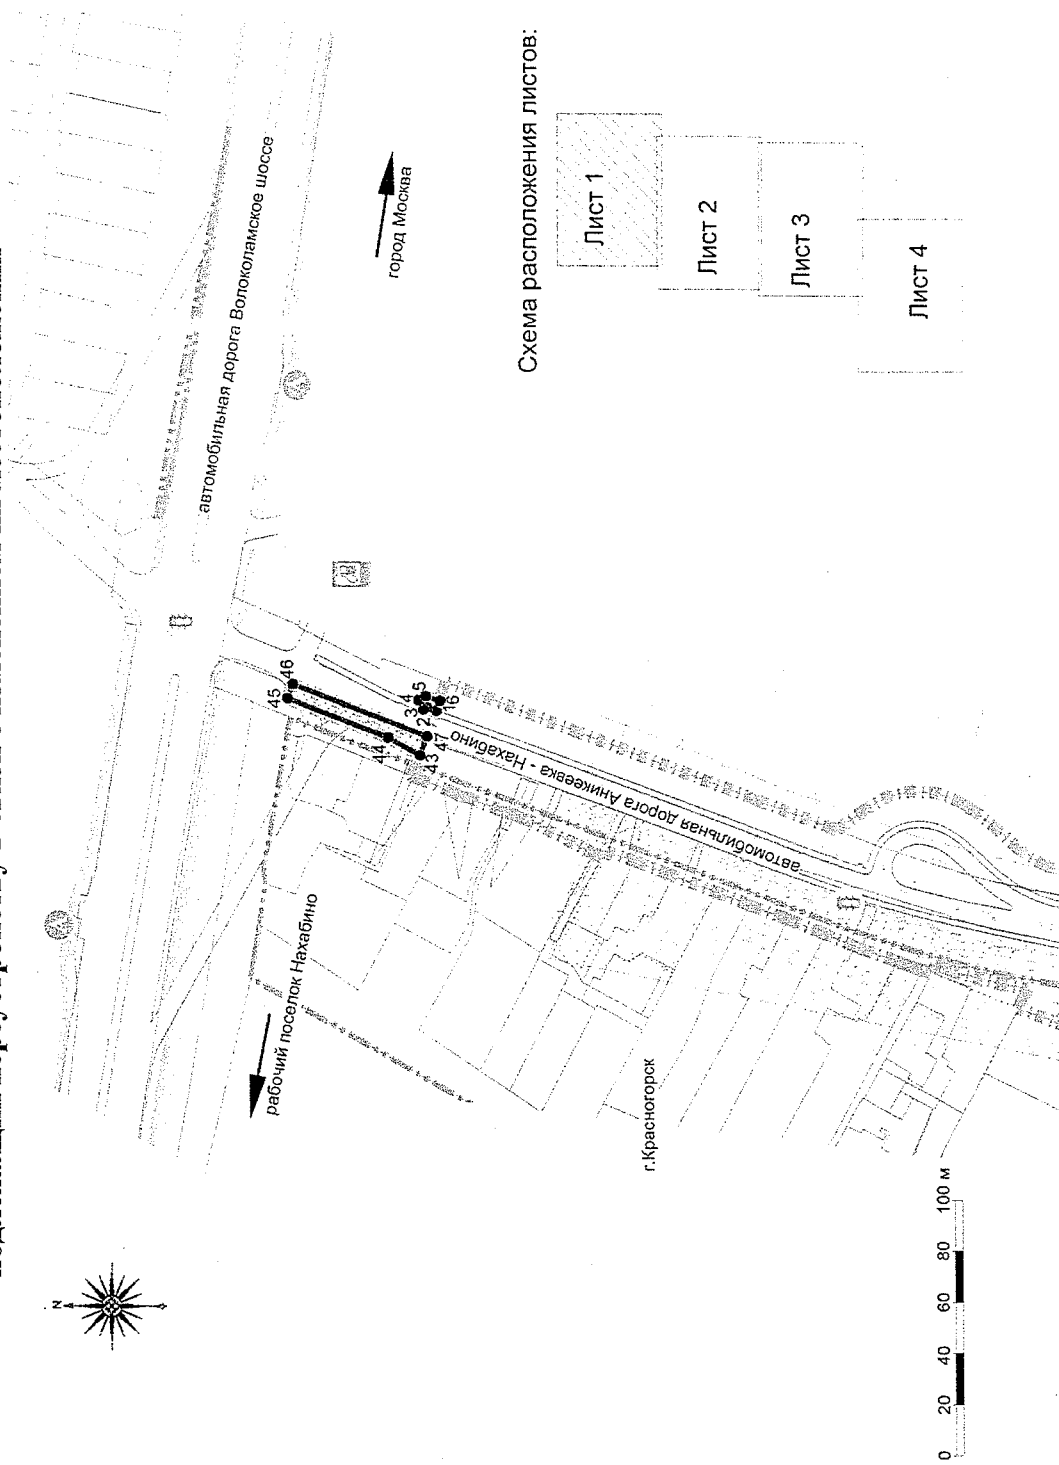 N
автомобильная дорога Волоколамское шоссе
город Москва
рабочий поселок Нахабино
45
46
44
43
47
3
4
5
2
16
автомобильная дорога Аникеевка - Нахабино
г.Красногорск
Схема расположения листов:
Лист 1
Лист 2
Лист 3
Лист 4
0 20 40 60 80 100 м